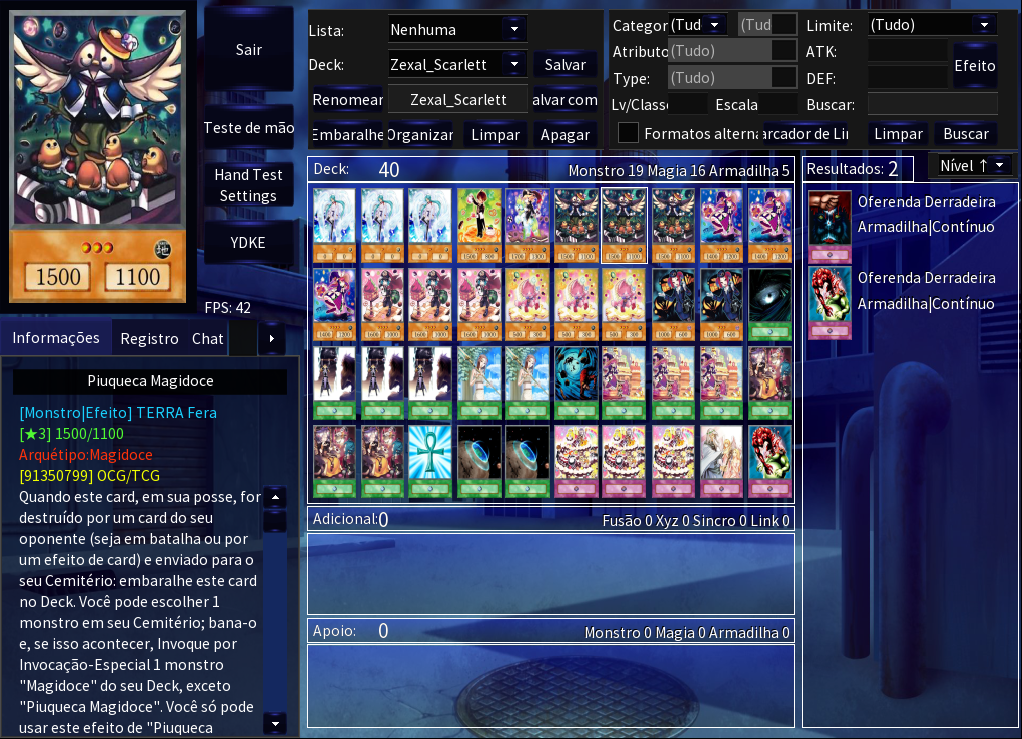 1500
1100
Sair
Teste de mão
Hand Test
Settings
YDKE
FPS: 42
Lista:
Nenhuma
Deck:
Zexal_Scarlett
Salvar
Renomear
Zexal_Scarlett
alvar com
Embaralhe
Organizar
Limpar
Apagar
Categor
(Tud
(Tud
Limite:
(Tudo)
Atributo
(Tudo)
ATK:
Efeito
Type:
(Tudo)
DEF:
Lv/Classe
Escala
Buscar:
Formatos alterna
arcador de Lin
Limpar
Buscar
Deck:
40
Monstro 19 Magia 16 Armadilha 5
Resultados: 2
Nível ↑
Oferenda Derradeira
Armadilha|Contínuo
Oferenda Derradeira
Armadilha|Contínuo
Informações
Registro
Chat
Piuqueca Magidoce
[Monstro|Efeito] TERRA Fera
[★3] 1500/1100
Arquétipo:Magidoce
[91350799] OCG/TCG
Quando este card, em sua posse, for
destruído por um card do seu
oponente (seja em batalha ou por
um efeito de card) e enviado para o
seu Cemitério: embaralhe este card
no Deck. Você pode escolher 1
monstro em seu Cemitério; bana-o
e, se isso acontecer, Invoque por
Invocação-Especial 1 monstro
"Magidoce" do seu Deck, exceto
"Piuqueca Magidoce". Você só pode
usar este efeito de "Piuqueca
Adicional:
0
Fusão 0 Xyz 0 Sincro 0 Link 0
Apoio:
0
Monstro 0 Magia 0 Armadilha 0